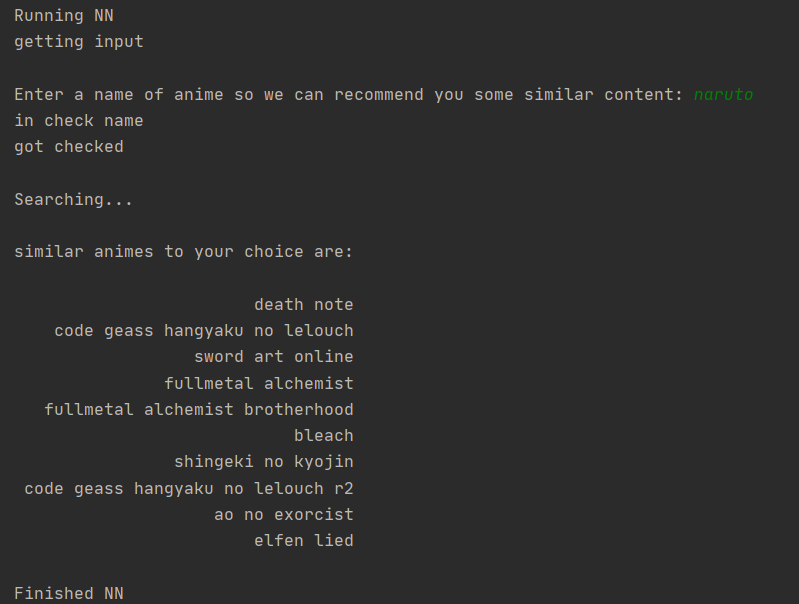 Running NN
getting input
Enter a name of anime so we can recommend you some similar content: naruto
in check name
got checked
Searching...
similar animes to your choice are:
death note
code geass hangyaku no lelouch
sword art online
fullmetal alchemist
fullmetal alchemist brotherhood
bleach
shingeki no kyojin
code geass hangyaku no lelouch r2
ao no exorcist
elfen lied
Finished NN